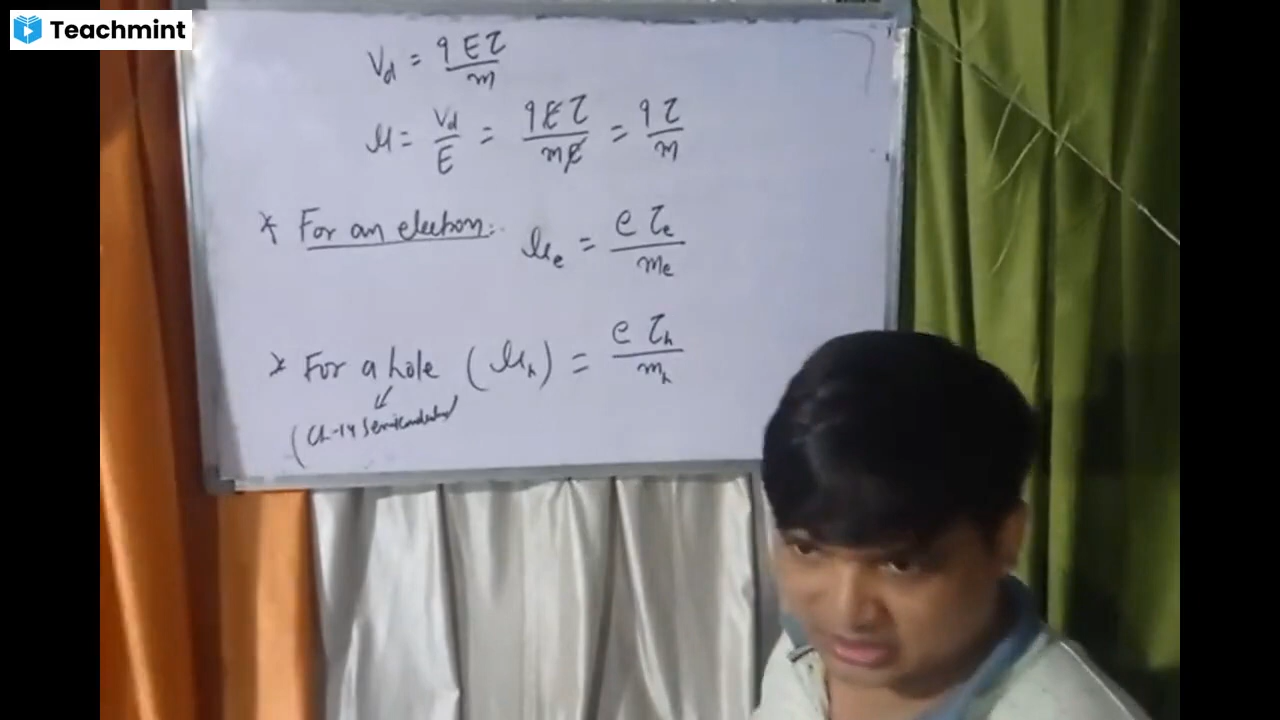 Teachmint
Vd = qEτ/m
μ = Vd/E = qEτ/mE = qτ/m
* For an electron:. μe = eτe/me
* For a hole (μh) = eτh/mh
(Ch-14 Semiconductor